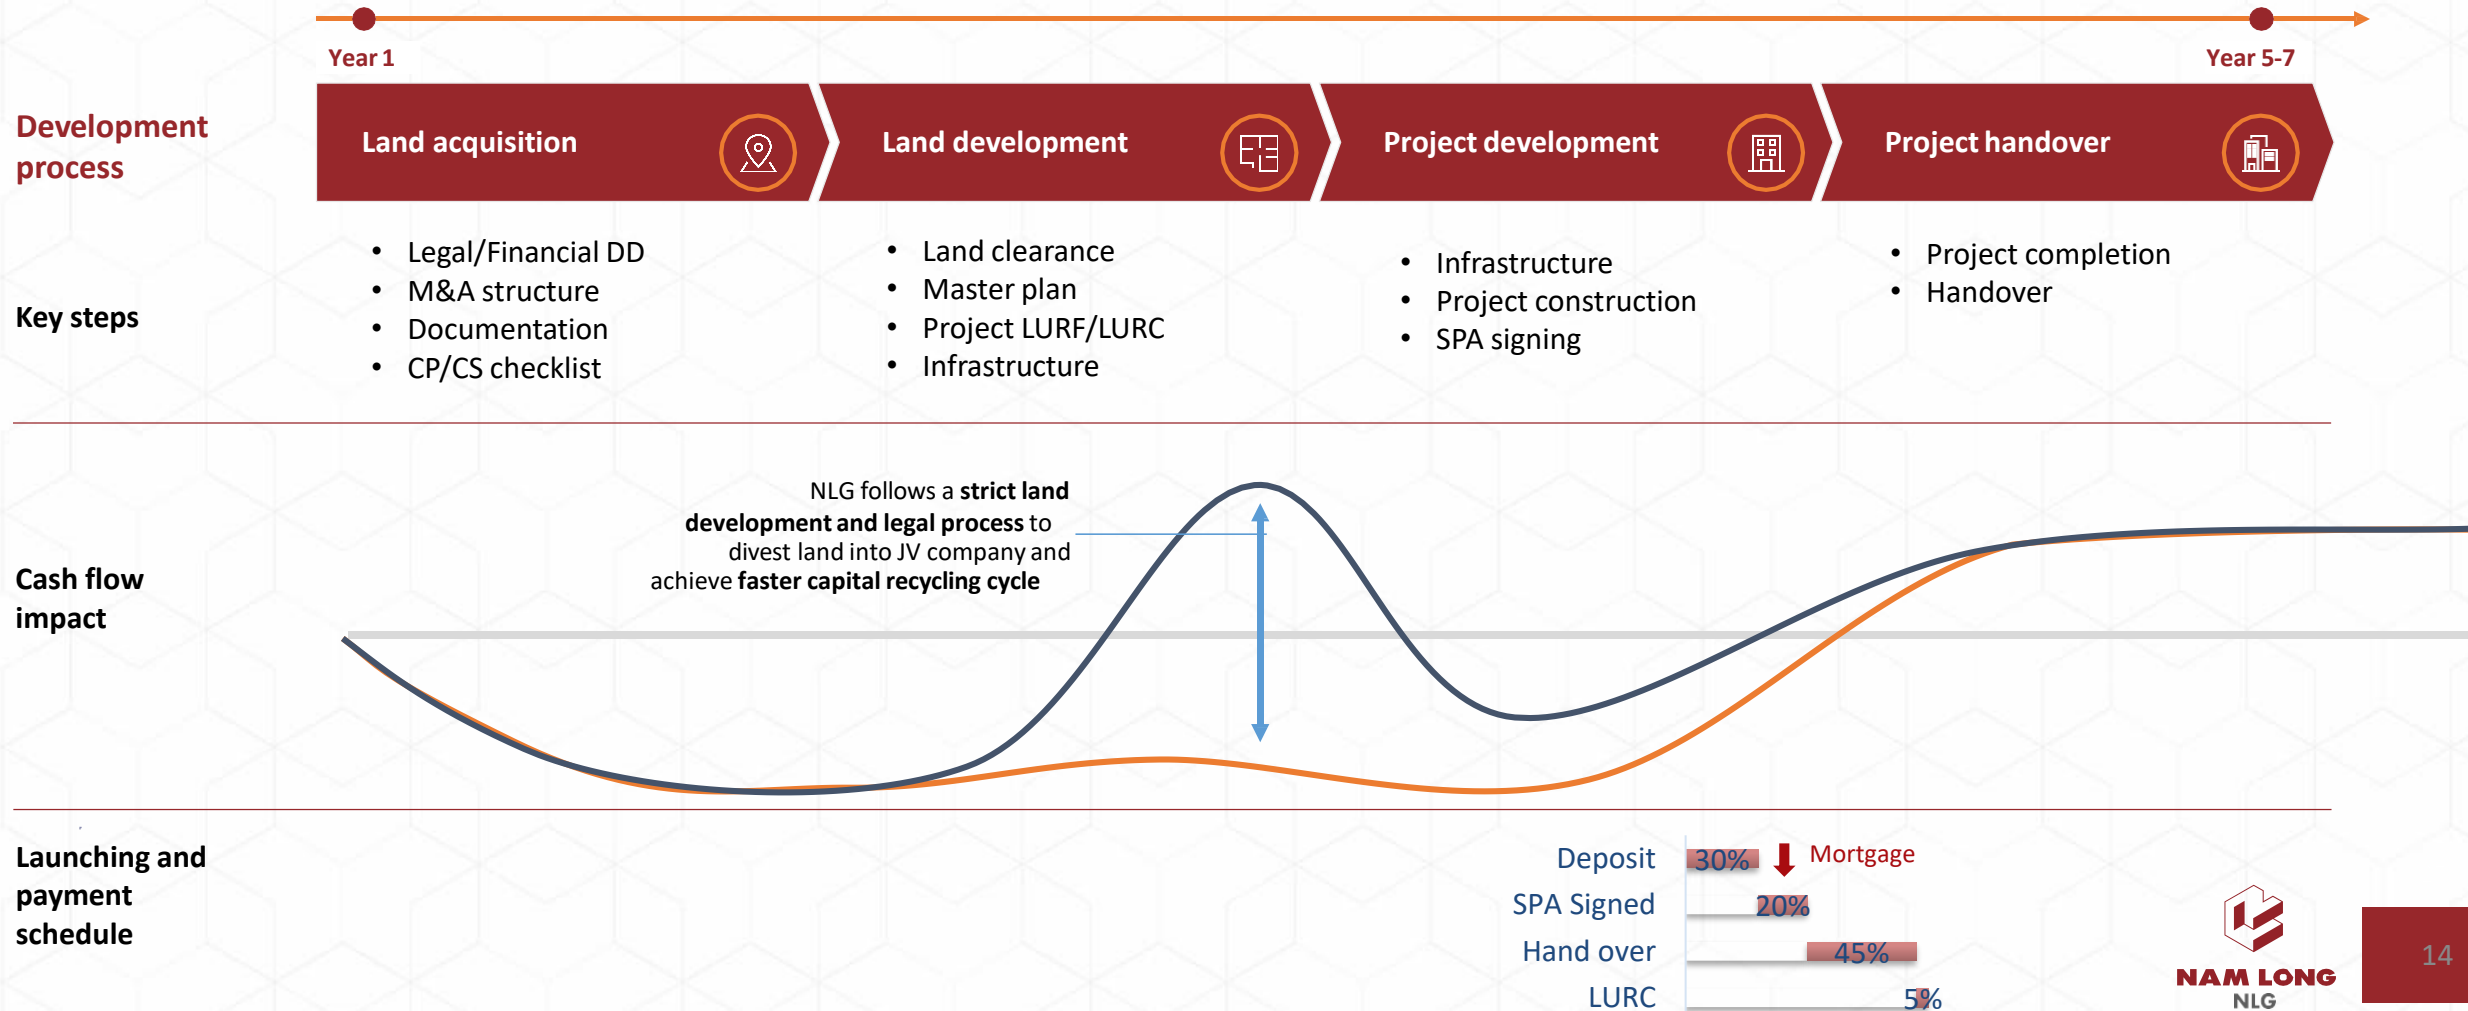 Year 1
Year 5-7
Development
process
Land acquisition
Land development
Project development
Project handover
Key steps
• Legal/Financial DD
• M&A structure
• Documentation
• CP/CS checklist
• Land clearance
• Master plan
• Project LURF/LURC
• Infrastructure
• Infrastructure
• Project construction
• SPA signing
• Project completion
• Handover
Cash flow
impact
NLG follows a strict land
development and legal process to
divest land into JV company and
achieve faster capital recycling cycle
Launching and
payment
schedule
Deposit 30% Mortgage
SPA Signed 20%
Hand over 45%
LURC 5%
NAM LONG
NLG
14